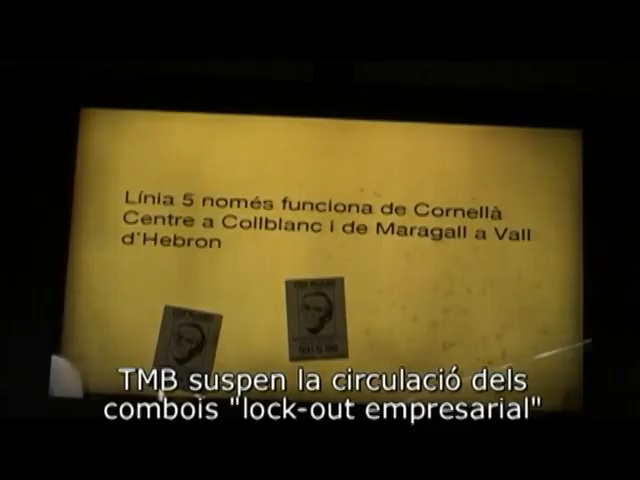 Línia 5 només funciona de Cornellà
Centre a Collblanc i de Maragall a Vall
d'Hebron
TMB suspen la circulació dels
combois "lock-out empresarial"